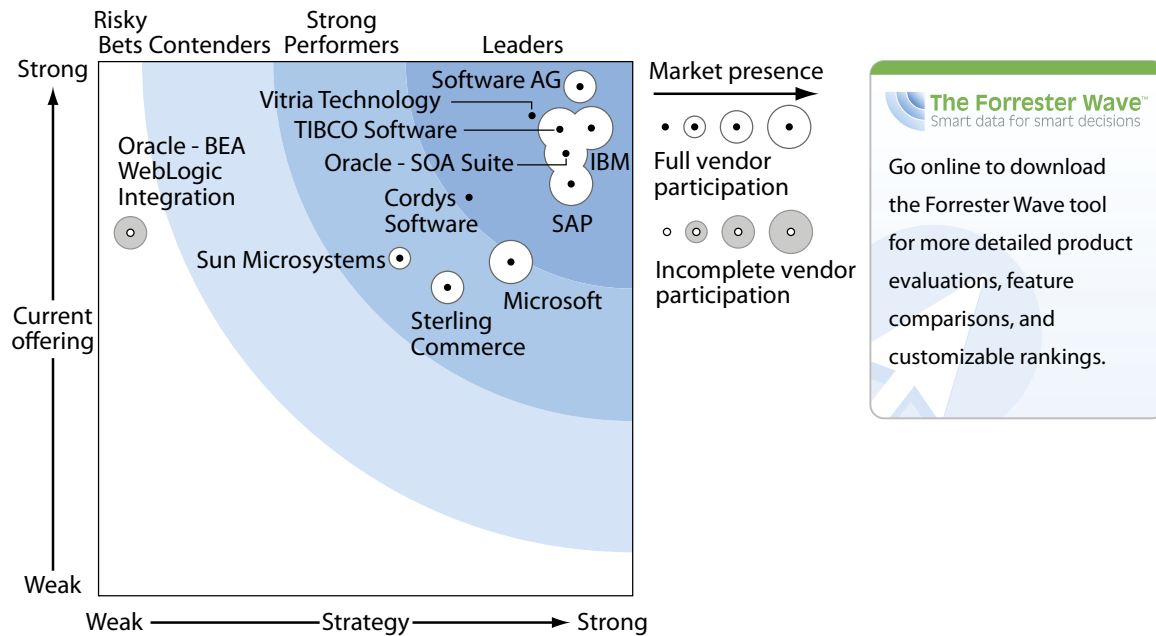 Risky
Bets
Contenders
Strong
Performers
Leaders
Strong
Current
offering
Weak
Weak
Strategy
Strong
Software AG
Vitria Technology
TIBCO Software
Oracle - SOA Suite
IBM
Oracle - BEA
WebLogic
Integration
Cordys
Software
SAP
Sun Microsystems
Microsoft
Sterling
Commerce
Market presence
Full vendor
participation
Incomplete vendor
participation
The Forrester Wave™
Smart data for smart decisions
Go online to download
the Forrester Wave tool
for more detailed product
evaluations, feature
comparisons, and
customizable rankings.